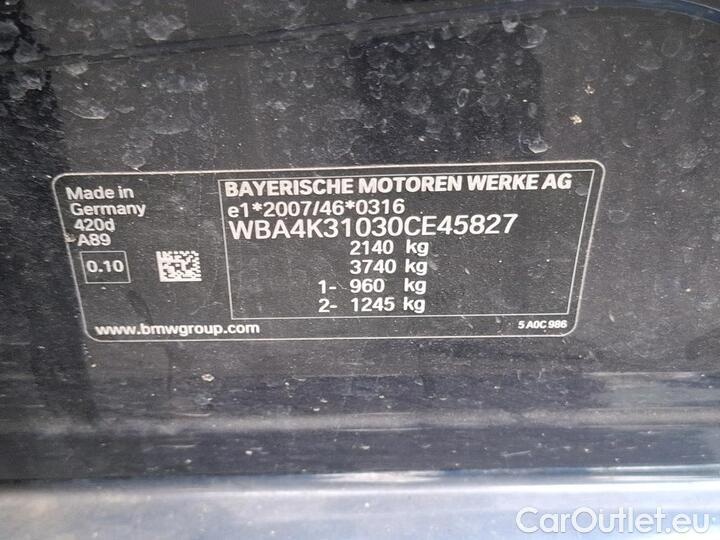 Made in
Germany
420d
A89
0.10
BAYERISCHE MOTOREN WERKE AG
e1*2007/46*0316
WBA4K31030CE45827
2140 kg
3740 kg
1- 960 kg
2- 1245 kg
www.bmwgroup.com
5 A0C 986
CarOutlet.eu